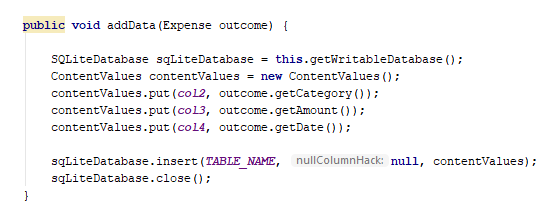 public void addData(Expense outcome) {
SQLiteDatabase sqLiteDatabase = this.getWritableDatabase();
ContentValues contentValues = new ContentValues();
contentValues.put(col2, outcome.getCategory());
contentValues.put(col3, outcome.getAmount());
contentValues.put(col4, outcome.getDate());
sqLiteDatabase.insert(TABLE_NAME, nullColumnHack: null, contentValues);
sqLiteDatabase.close();
}